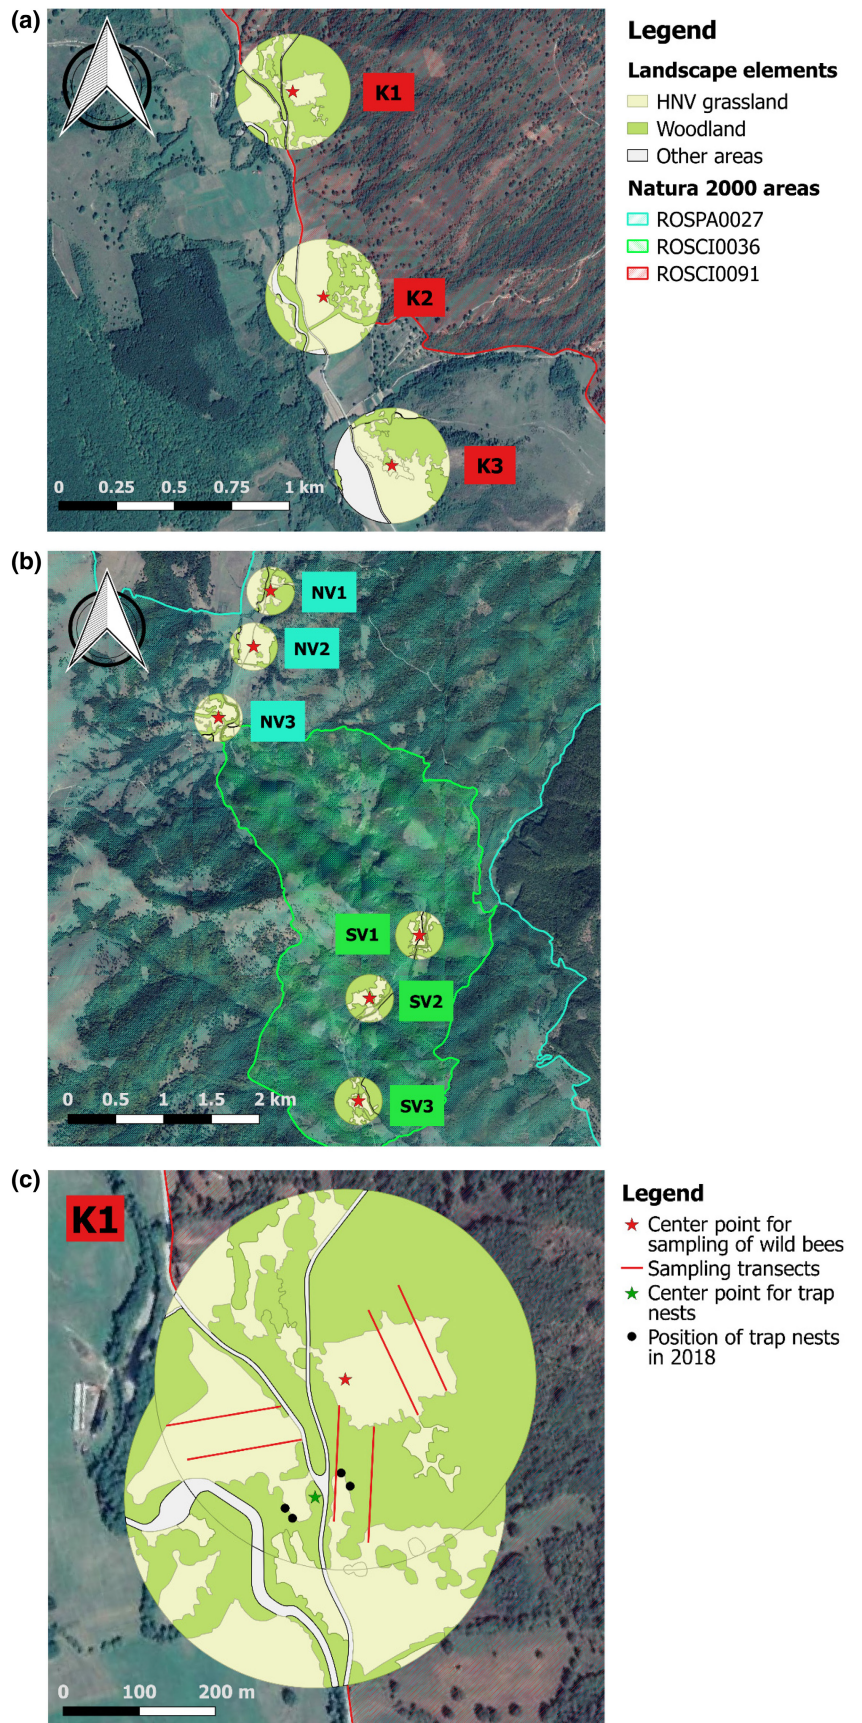 (a)
K1
K2
K3
0 0.25 0.5 0.75 1 km
Legend
Landscape elements
HNV grassland
Woodland
Other areas
Natura 2000 areas
ROSPA0027
ROSCI0036
ROSCI0091
(b)
NV1
NV2
NV3
SV1
SV2
SV3
0 0.5 1 1.5 2 km
(c)
K1
0 100 200 m
Legend
Center point for
sampling of wild bees
Sampling transects
Center point for trap
nests
Position of trap nests
in 2018